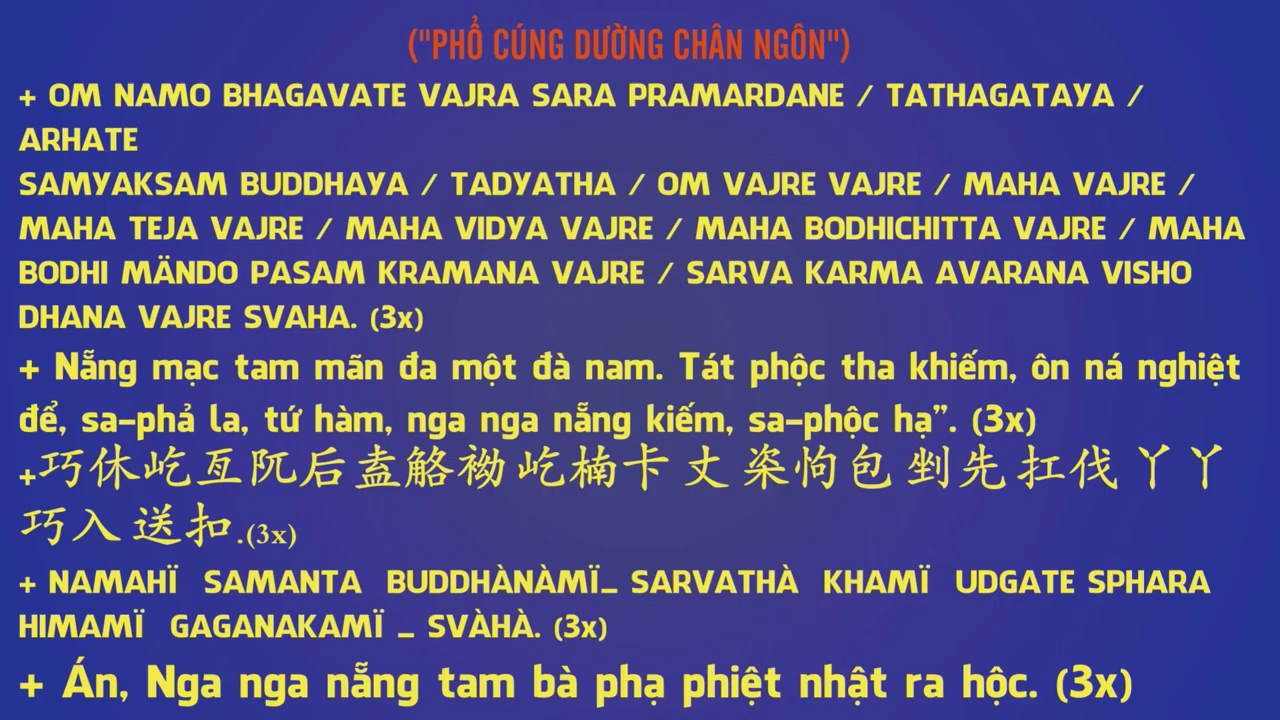 ("PHỔ CÚNG DƯỜNG CHÂN NGÔN")
+ OM NAMO BHAGAVATE VAJRA SARA PRAMARDANE / TATHAGATAYA /
ARHATE
SAMYAKSAM BUDDHAYA / TADYATHA / OM VAJRE VAJRE / MAHA VAJRE /
MAHA TEJA VAJRE / MAHA VIDYA VAJRE / MAHA BODHICHITTA VAJRE / MAHA
BODHI MÄNDO PASAM KRAMANA VAJRE / SARVA KARMA AVARANA VISHO
DHANA VAJRE SVAHA. (3x)
+ Nẵng mạc tam mãn đa một đà nam. Tát phộc tha khiếm, ôn ná nghiệt
để, sa-phả la, tứ hàm, nga nga nẵng kiếm, sa-phộc hạ”. (3x)
+巧休屹亙阮后盍觡袎屹楠卡丈楶怐包剉先扛伐丫丫
巧入送扣.(3x)
+ NAMAHÏ SAMANTA BUDDHÀNÀMÏ_ SARVATHÀ KHAMÏ UDGATE SPHARA
HIMAMÏ GAGANAKAMÏ _ SVÀHÀ. (3x)
+ Án, Nga nga nẵng tam bà phạ phiệt nhật ra hộc. (3x)